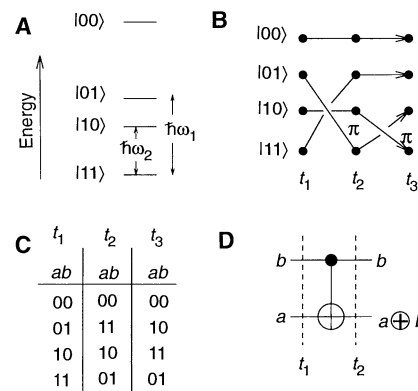 A
|00⟩
|01⟩
|10⟩
|11⟩
Energy
ħω₁
ħω₂
B
|00⟩
|01⟩
|10⟩
|11⟩
π
π
t₁ t₂ t₃
C
t₁ t₂ t₃
ab ab ab
00 00 00
01 11 10
10 10 11
11 01 01
D
b b
a a ⊕
t₁ t₂